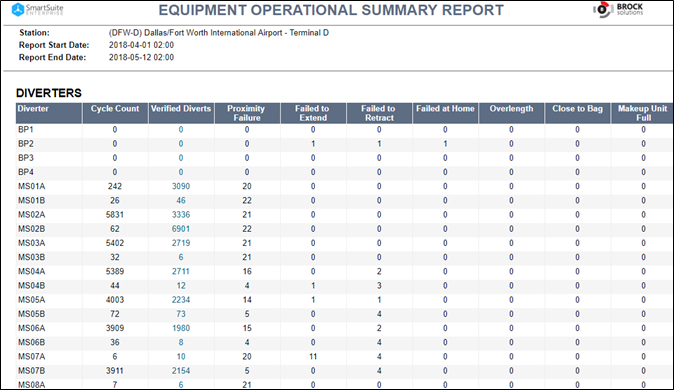 SmartSuite
ENTERPRISE
EQUIPMENT OPERATIONAL SUMMARY REPORT
BROCK
solutions
Station: (DFW-D) Dallas/Fort Worth International Airport - Terminal D
Report Start Date: 2018-04-01 02:00
Report End Date: 2018-05-12 02:00
DIVERTERS
Diverter Cycle Count Verified Diverts Proximity Failure Failed to Extend Failed to Retract Failed at Home Overlength Close to Bag Makeup Unit Full
BP1 0 0 0 0 0 0 0 0 0
BP2 0 0 0 1 1 1 0 0 0
BP3 0 0 0 0 0 0 0 0 0
BP4 0 0 0 0 0 0 0 0 0
MS01A 242 3090 20 0 0 0 0 0 0
MS01B 26 46 22 0 0 0 0 0 0
MS02A 5831 3336 21 0 0 0 0 0 0
MS02B 62 6901 22 0 0 0 0 0 0
MS03A 5402 2719 21 0 0 0 0 0 0
MS03B 32 6 21 0 0 0 0 0 0
MS04A 5389 2711 16 0 2 0 0 0 0
MS04B 44 12 4 1 3 0 0 0 0
MS05A 4003 2234 14 1 1 0 0 0 0
MS05B 72 73 5 0 4 0 0 0 0
MS06A 3909 1980 15 0 2 0 0 0 0
MS06B 36 8 4 0 4 0 0 0 0
MS07A 6 10 20 11 4 0 0 0 0
MS07B 3911 2154 5 0 4 0 0 0 0
MS08A 7 6 21 0 0 0 0 0 0